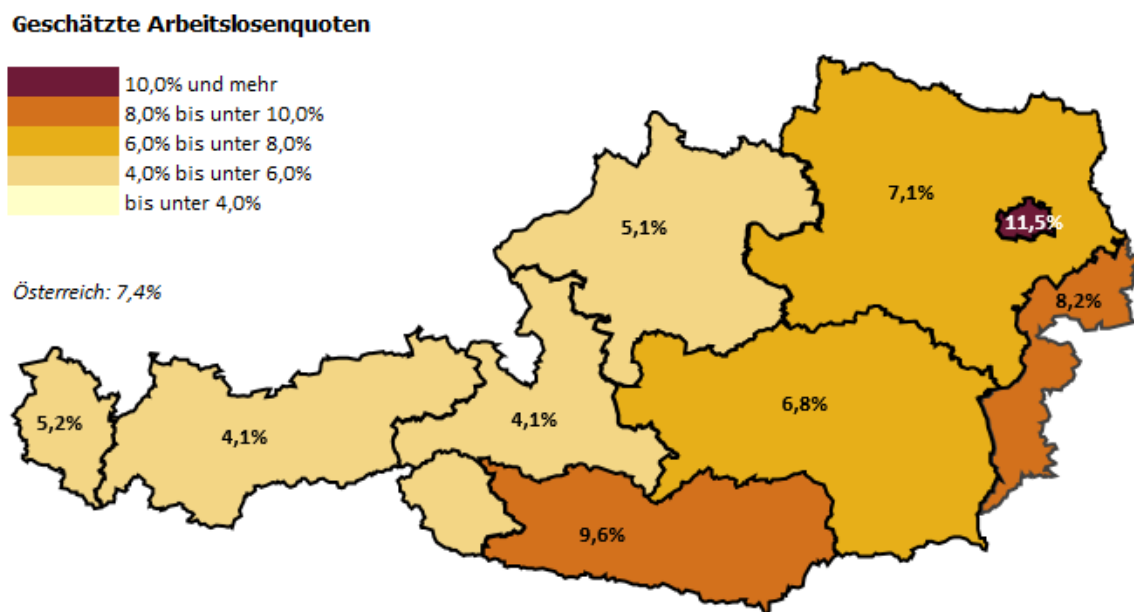 Geschätzte Arbeitslosenquoten
10,0% und mehr
8,0% bis unter 10,0%
6,0% bis unter 8,0%
4,0% bis unter 6,0%
bis unter 4,0%
Österreich: 7,4%
7,1%
11,5%
5,1%
8,2%
5,2%
4,1%
4,1%
6,8%
9,6%